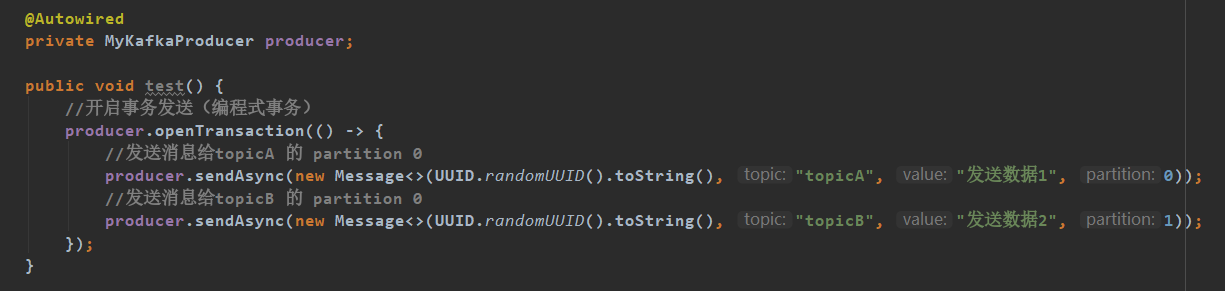 @Autowired
private MyKafkaProducer producer;
public void test() {
//开启事务发送（编程式事务）
producer.openTransaction(() -> {
//发送消息给topicA 的 partition 0
producer.sendAsync(new Message<>(UUID.randomUUID().toString(), topic: "topicA", value: "发送数据1", partition: 0));
//发送消息给topicB 的 partition 0
producer.sendAsync(new Message<>(UUID.randomUUID().toString(), topic: "topicB", value: "发送数据2", partition: 1));
});
}